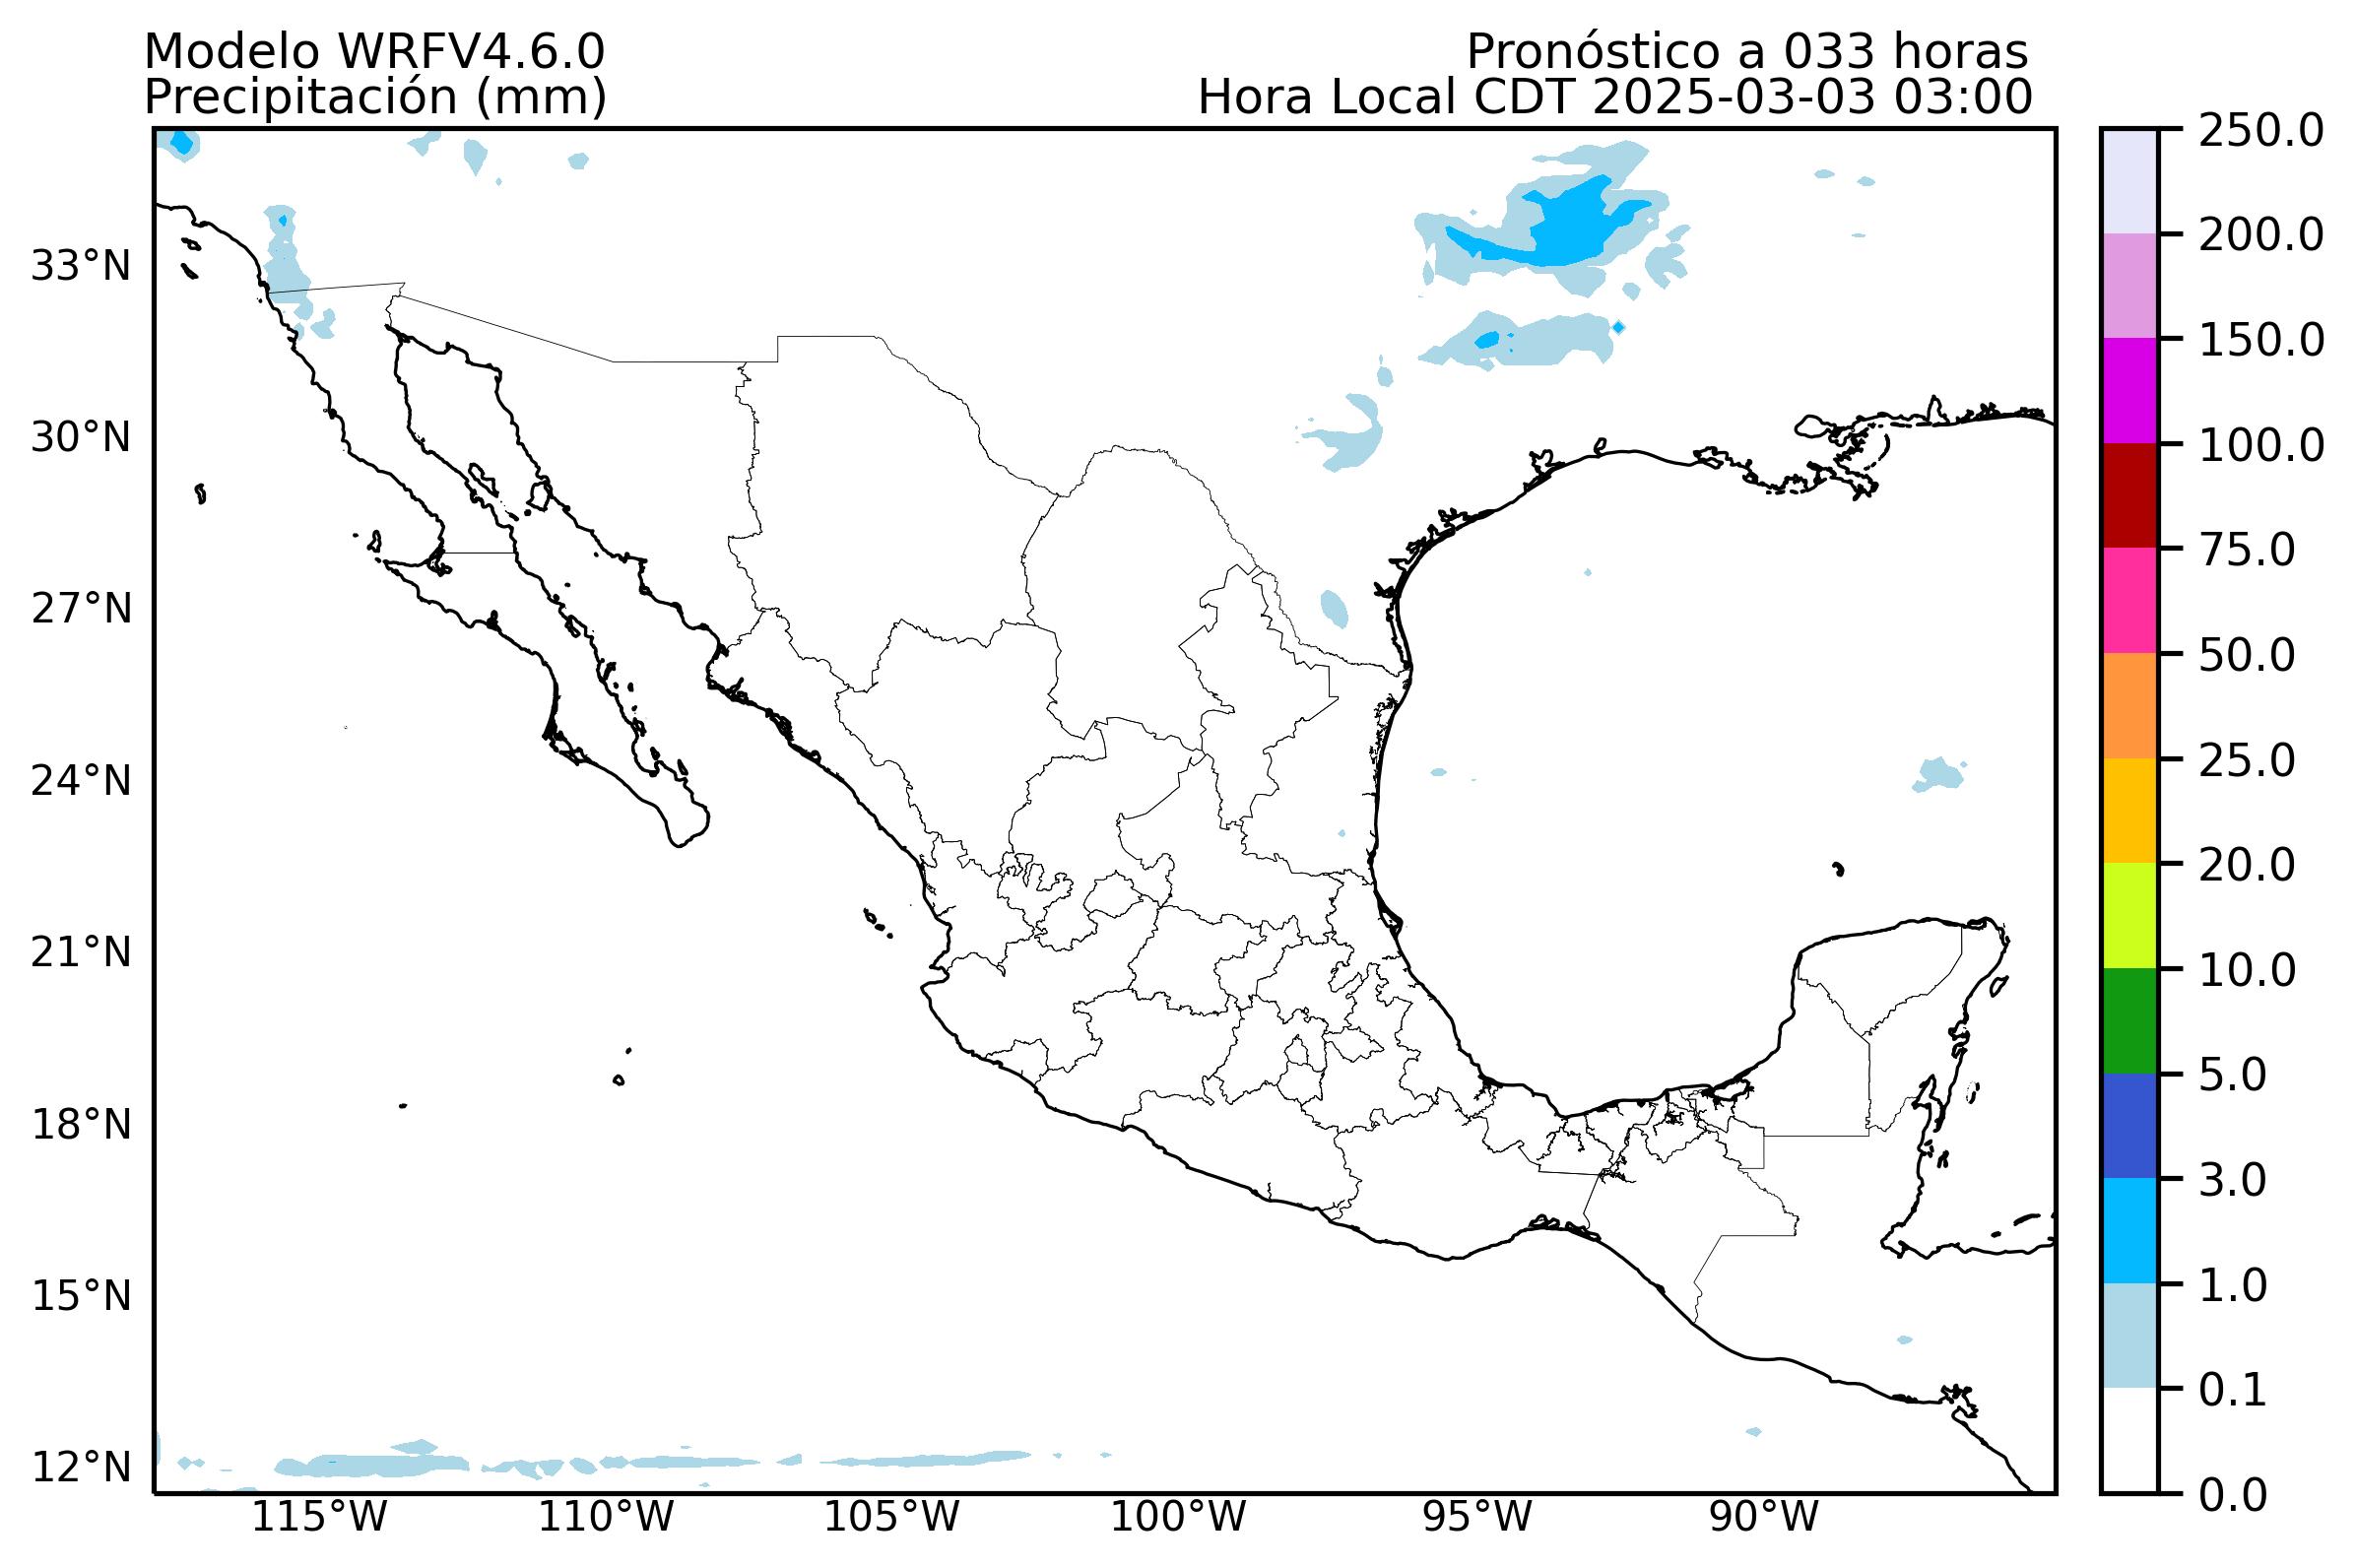 Modelo WRFV4.6.0
Precipitación (mm)
Pronóstico a 033 horas
Hora Local CDT 2025-03-03 03:00
33°N
30°N
27°N
24°N
21°N
18°N
15°N
12°N
115°W
110°W
105°W
100°W
95°W
90°W
250.0
200.0
150.0
100.0
75.0
50.0
25.0
20.0
10.0
5.0
3.0
1.0
0.1
0.0